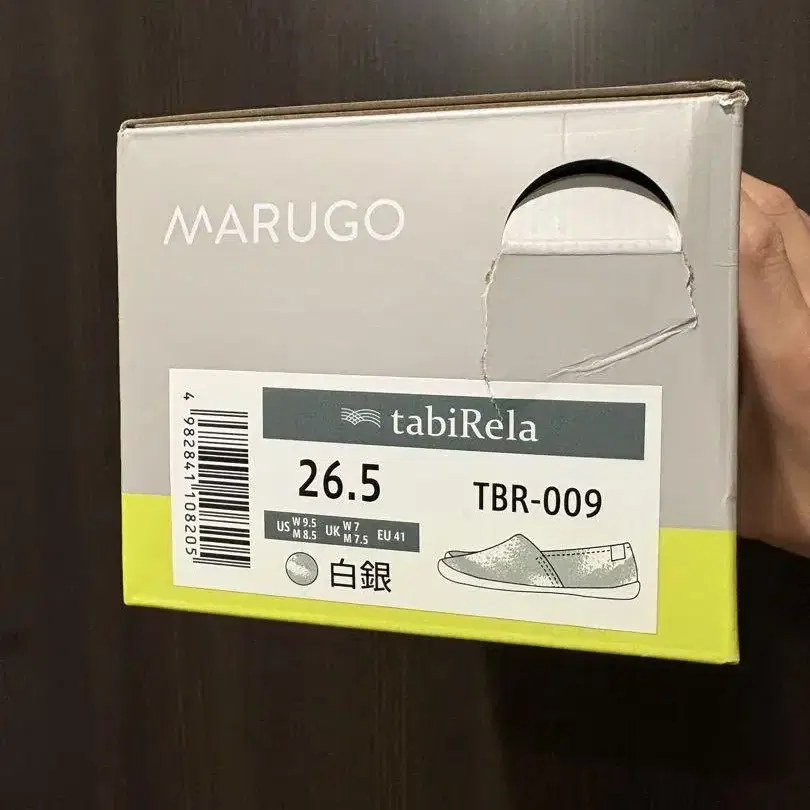 MARUGO
tabiRela
26.5
TBR-009
US W 9.5 M 8.5 UK W 7 M 7.5 EU 41
白銀
4 982841 108205